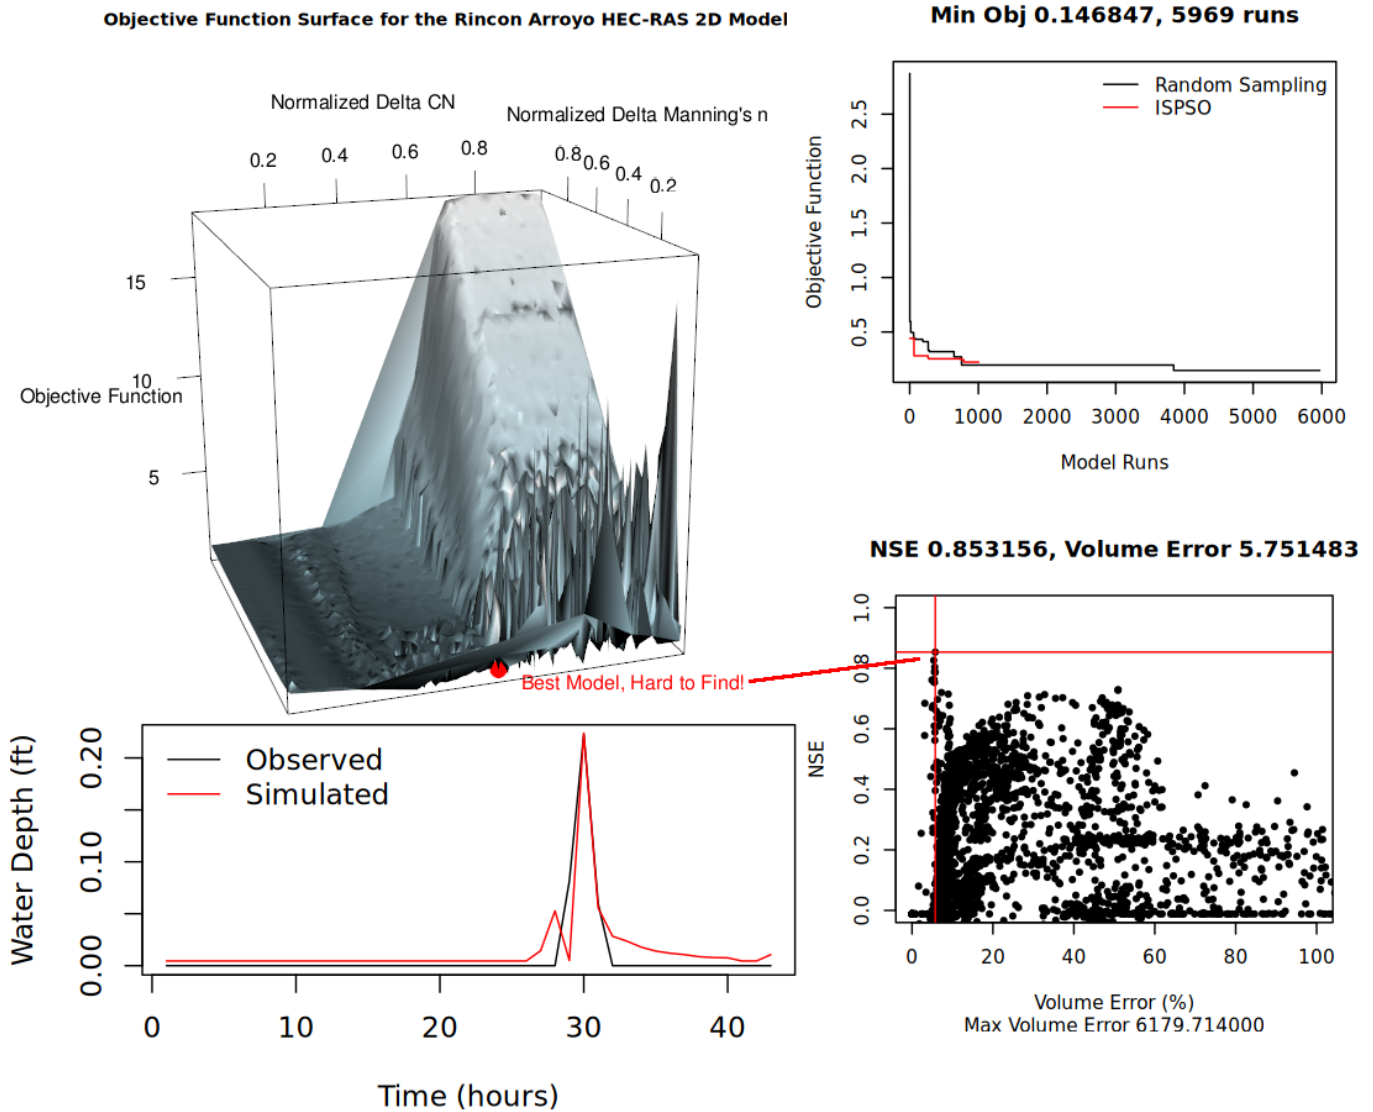 Objective Function Surface for the Rincon Arroyo HEC-RAS 2D Model
Normalized Delta CN
Normalized Delta Manning's n
0.2 0.4 0.6 0.8
0.8 0.6 0.4 0.2
15
10
5
Objective Function
Best Model, Hard to Find!
Min Obj 0.146847, 5969 runs
Random Sampling
ISPSO
Objective Function
2.5
2.0
1.5
1.0
0.5
0 1000 2000 3000 4000 5000 6000
Model Runs
Observed
Simulated
Water Depth (ft)
0.20
0.10
0.00
0 10 20 30 40
Time (hours)
NSE 0.853156, Volume Error 5.751483
NSE
1.0
0.8
0.6
0.4
0.2
0.0
0 20 40 60 80 100
Volume Error (%)
Max Volume Error 6179.714000